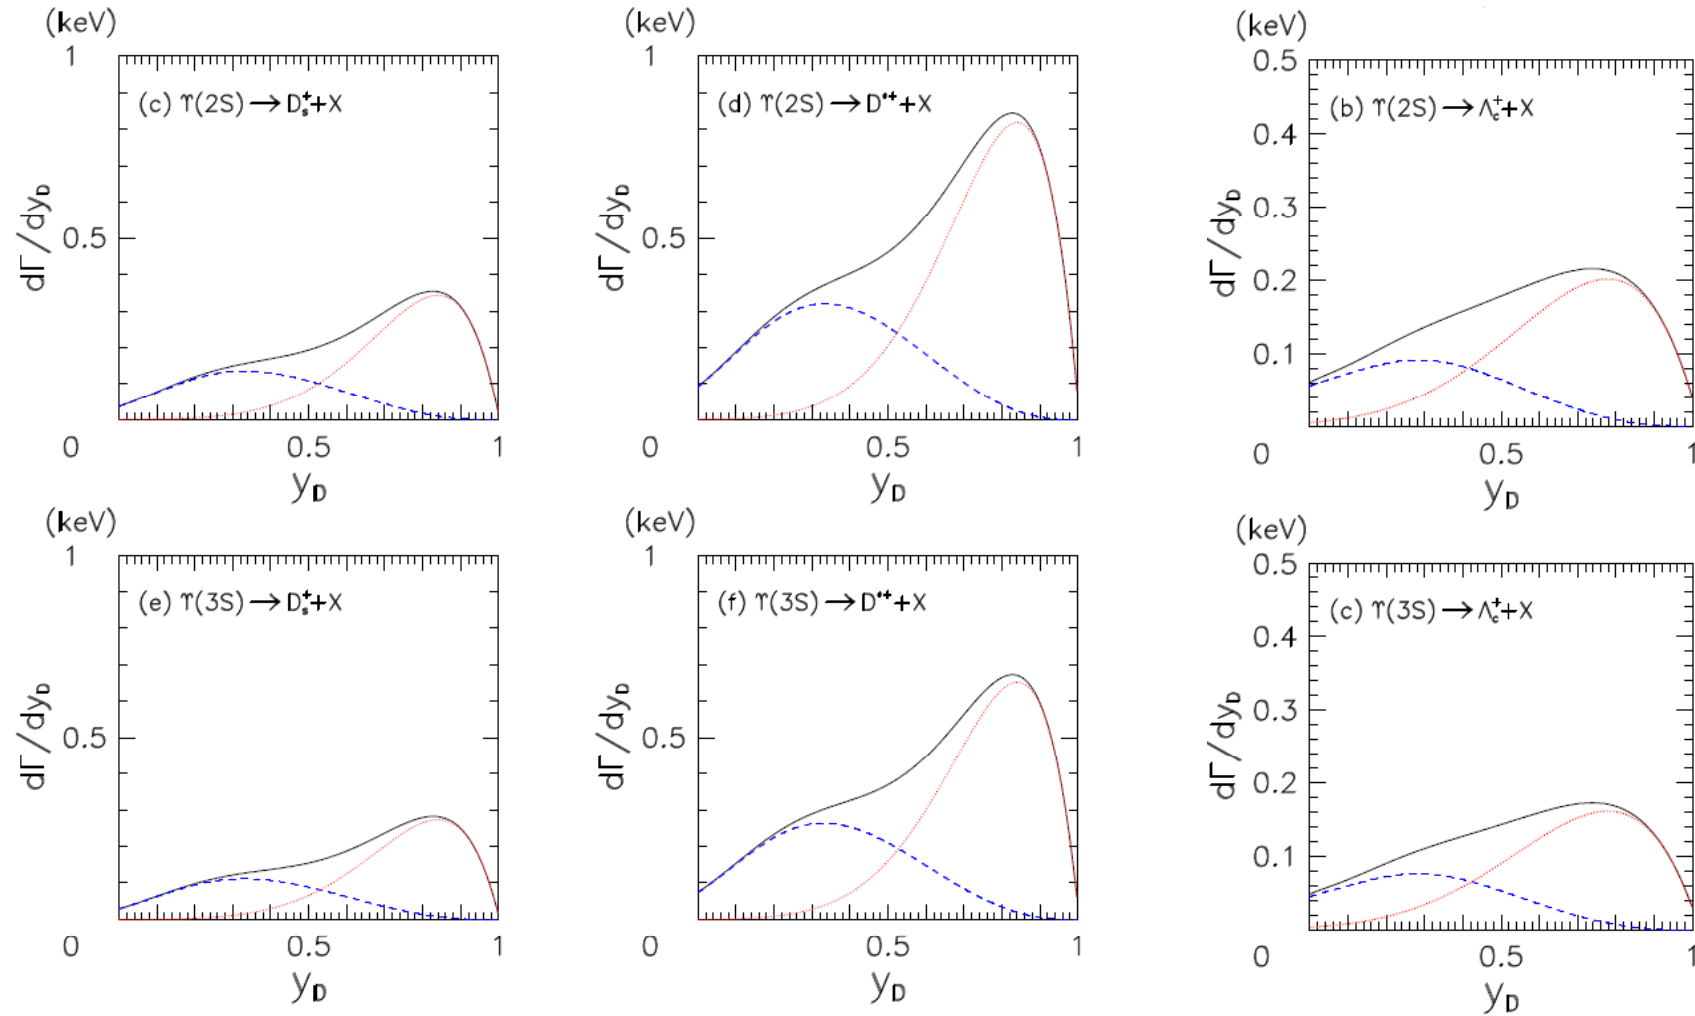 (keV)
1
(c) ϒ(2S)→D_s^++X
0.5
dΓ/dy_D
0
0.5
1
y_D
(keV)
1
(d) ϒ(2S)→D*^++X
0.5
dΓ/dy_D
0
0.5
1
y_D
(keV)
0.5
(b) ϒ(2S)→Λ_c^++X
0.4
0.3
0.2
0.1
dΓ/dy_D
0
0.5
1
y_D
(keV)
1
(e) ϒ(3S)→D_s^++X
0.5
dΓ/dy_D
0
0.5
1
y_D
(keV)
1
(f) ϒ(3S)→D*^++X
0.5
dΓ/dy_D
0
0.5
1
y_D
(keV)
0.5
(c) ϒ(3S)→Λ_c^++X
0.4
0.3
0.2
0.1
dΓ/dy_D
0
0.5
1
y_D